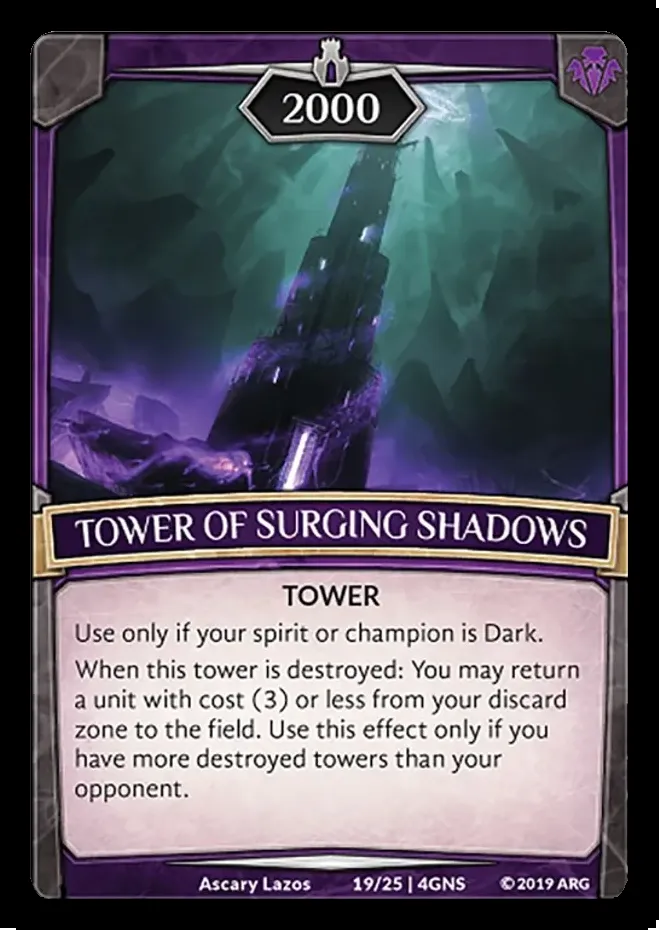 2000
TOWER OF SURGING SHADOWS
TOWER
Use only if your spirit or champion is Dark.
When this tower is destroyed: You may return
a unit with cost (3) or less from your discard
zone to the field. Use this effect only if you
have more destroyed towers than your
opponent.
Ascary Lazos 19/25 | 4GNS © 2019 ARG